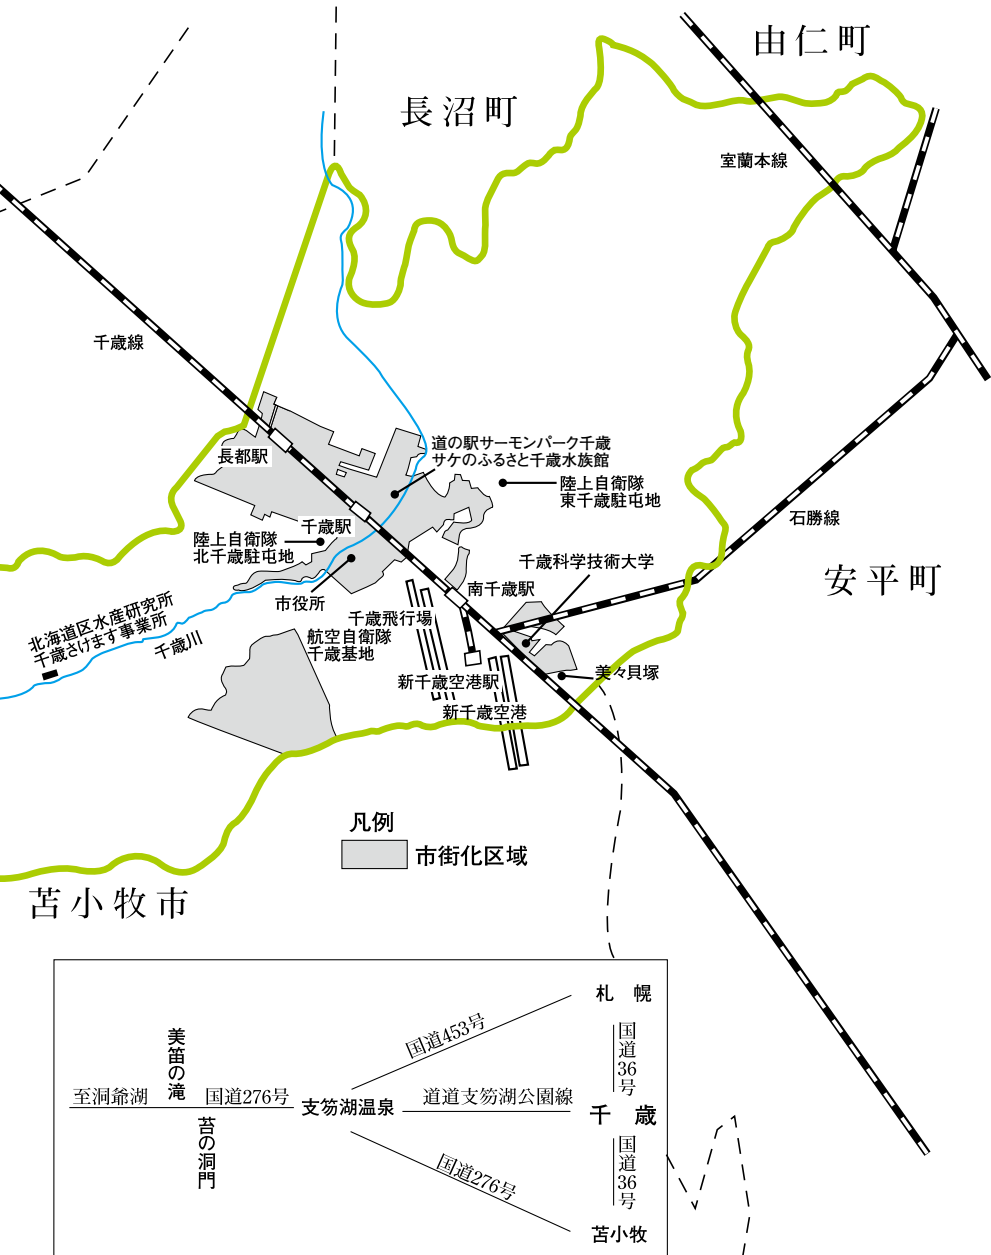 由仁町
長沼町
室蘭本線
千歳線
道の駅サーモンパーク千歳
サケのふるさと千歳水族館
長都駅
陸上自衛隊
東千歳駐屯地
千歳駅
石勝線
陸上自衛隊
北千歳駐屯地
千歳科学技術大学
安平町
南千歳駅
市役所
北海道区水産研究所
千歳さけます事業所
千歳川
千歳飛行場
航空自衛隊
千歳基地
美々貝塚
新千歳空港駅
新千歳空港
凡例
市街化区域
苫小牧市
札幌
国道453号
国道36号
美笛の滝
至洞爺湖
国道276号
支笏湖温泉
道道支笏湖公園線
千歳
苔の洞門
国道36号
国道276号
苫小牧